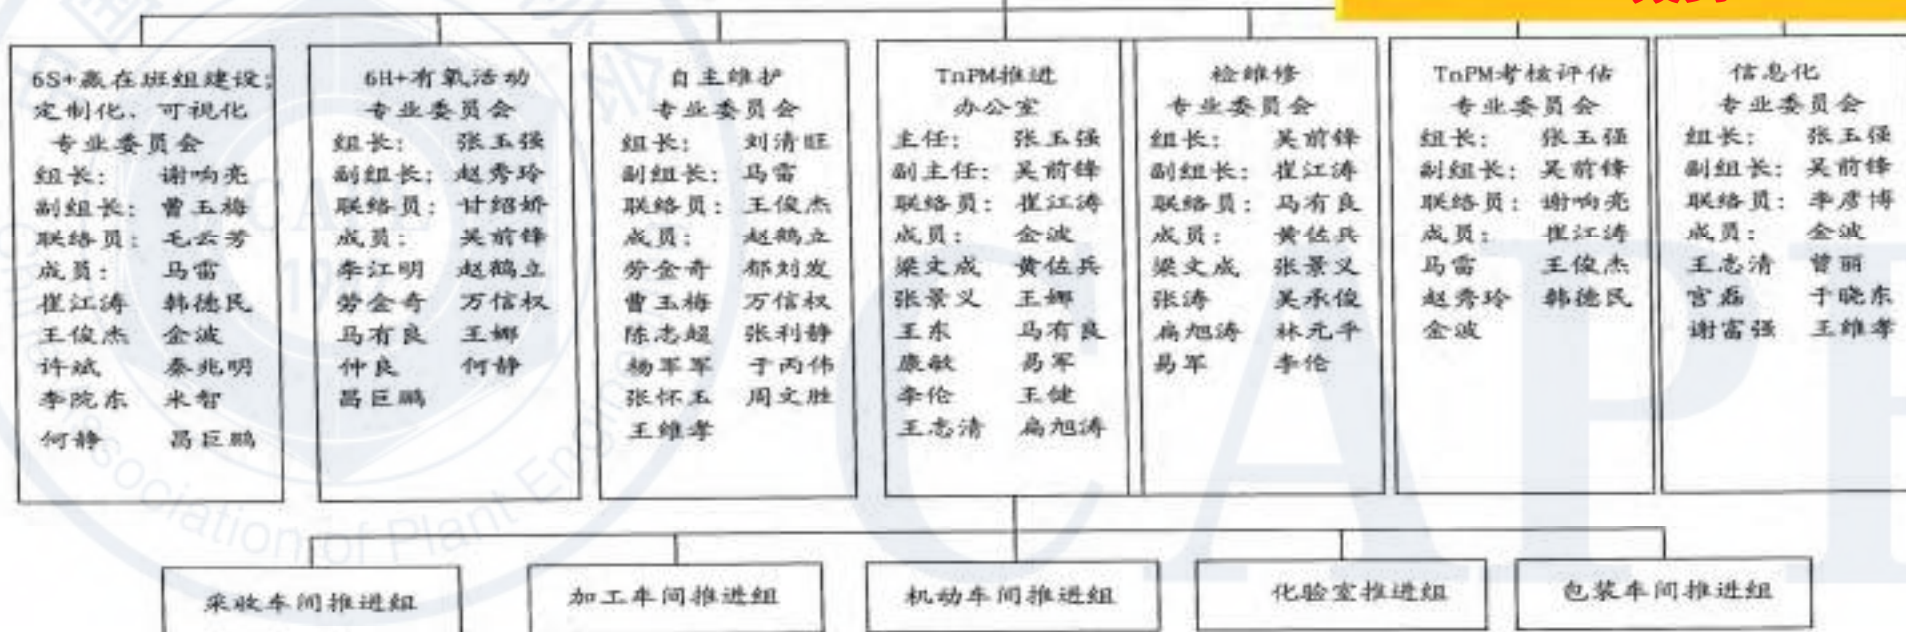 6S+赢在班组建设;
定制化、可视化
专业委员会
组长: 谢响亮
副组长: 曹玉梅
联络员: 毛云芳
成员: 马雷
崔江涛 韩德民
王俊杰 金波
许斌 秦兆明
李院东 米智
何静 昌巨鹏
6H+有氧活动
专业委员会
组长: 张玉强
副组长: 赵秀玲
联络员: 甘绍娇
成员: 吴前锋
李江明 赵鹤立
劳金奇 万信权
马有良 王娜
仲良 何静
昌巨鹏
自主维护
专业委员会
组长: 刘清旺
副组长: 马雷
联络员: 王俊杰
成员: 赵鹤立
劳金奇 郁刘发
曹玉梅 万信权
陈志超 张利静
杨军军 于丙伟
张怀玉 周文胜
王维孝
TnPM推进
办公室
主任: 张玉强
副主任: 吴前锋
联络员: 崔江涛
成员: 金波
梁文成 黄佐兵
张景义 王娜
王东 马有良
康敏 易军
李伦 王健
王志清 扁旭涛
检维修
专业委员会
组长: 吴前锋
副组长: 崔江涛
联络员: 马有良
成员: 黄佐兵
梁文成 张景义
张涛 吴承俊
扁旭涛 林元平
易军 李伦
TnPM考核评估
专业委员会
组长: 张玉强
副组长: 吴前锋
联络员: 谢响亮
成员: 崔江涛
马雷 王俊杰
赵秀玲 韩德民
金波
信息化
专业委员会
组长: 张玉强
副组长: 吴前锋
联络员: 李彦博
成员: 金波
王志清 曾丽
宫磊 于晓东
谢富强 王维孝
采收车间推进组
加工车间推进组
机动车间推进组
化验室推进组
包装车间推进组
sociation of Plant Engin